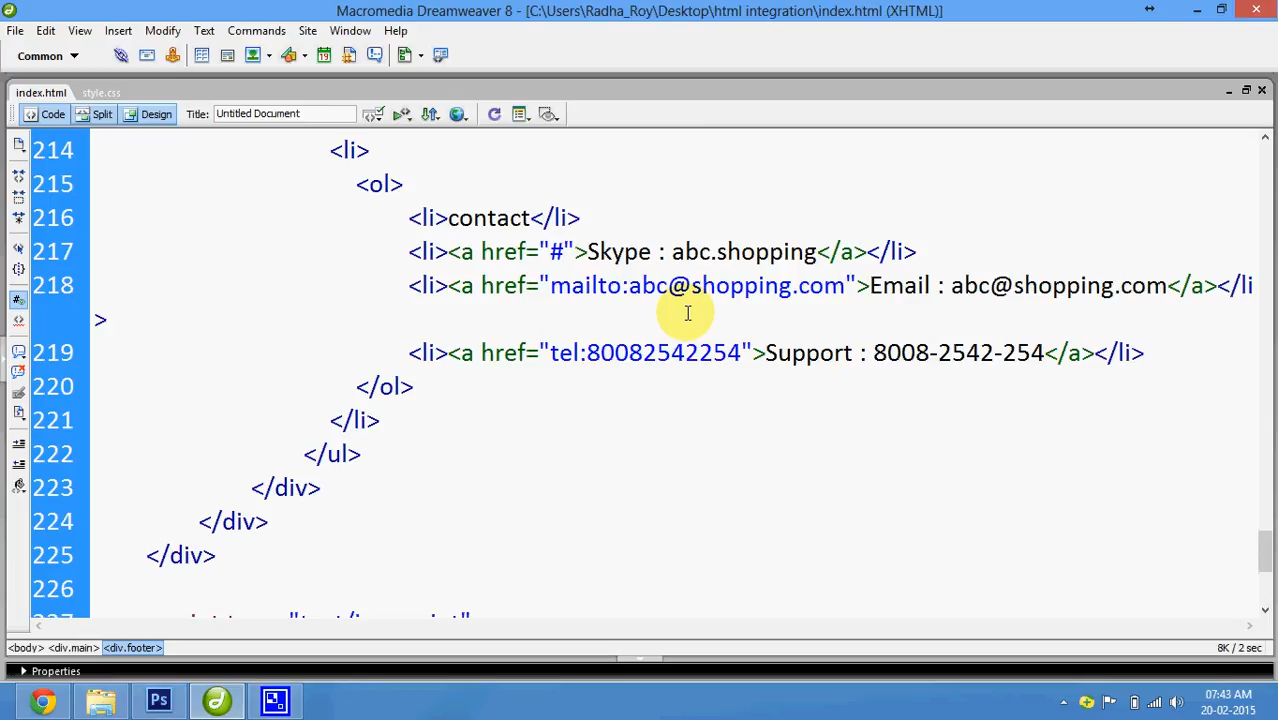 Macromedia Dreamweaver 8 - [C:\Users\Radha_Roy\Desktop\html integration\index.html (XHTML)]
File Edit View Insert Modify Text Commands Site Window Help
Common
index.html style.css
Code Split Design Title: Untitled Document
214 <li>
215 <ol>
216 <li>contact</li>
217 <li><a href="#">Skype : abc.shopping</a></li>
218 <li><a href="mailto:abc@shopping.com">Email : abc@shopping.com</a></li
>
219 <li><a href="tel:80082542254">Support : 8008-2542-254</a></li>
220 </ol>
221 </li>
222 </ul>
223 </div>
224 </div>
225 </div>
226
<body> <div.main> <div.footer> 8K / 2 sec
Properties
Ps
07:43 AM
20-02-2015